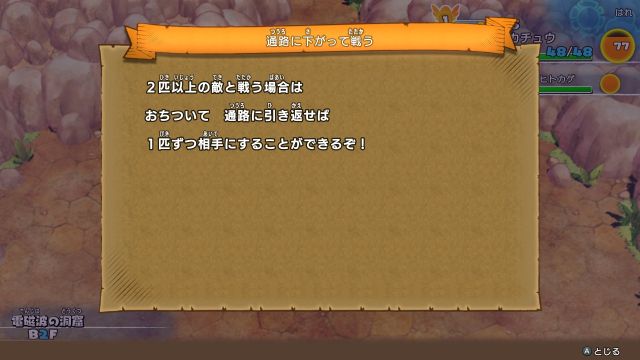 通路に下がって戦う
はれ
カチュウ
48/48
77
ヒトカゲ
2匹以上の敵と戦う場合は
おちついて 通路に引き返せば
1匹ずつ相手にすることができるぞ!
電磁波の洞窟
B2F
Ⓐとじる